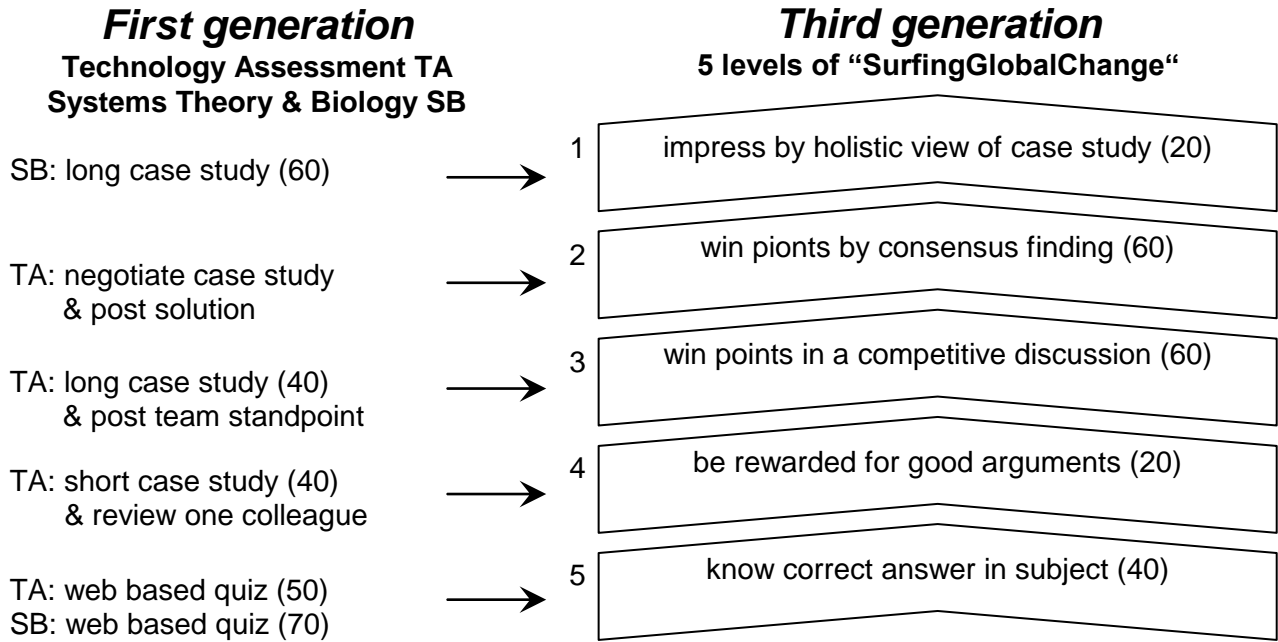 First generation
Technology Assessment TA
Systems Theory & Biology SB
SB: long case study (60)
TA: negotiate case study
& post solution
TA: long case study (40)
& post team standpoint
TA: short case study (40)
& review one colleague
TA: web based quiz (50)
SB: web based quiz (70)
Third generation
5 levels of “SurfingGlobalChange“
1
impress by holistic view of case study (20)
2
win pionts by consensus finding (60)
3
win points in a competitive discussion (60)
4
be rewarded for good arguments (20)
5
know correct answer in subject (40)